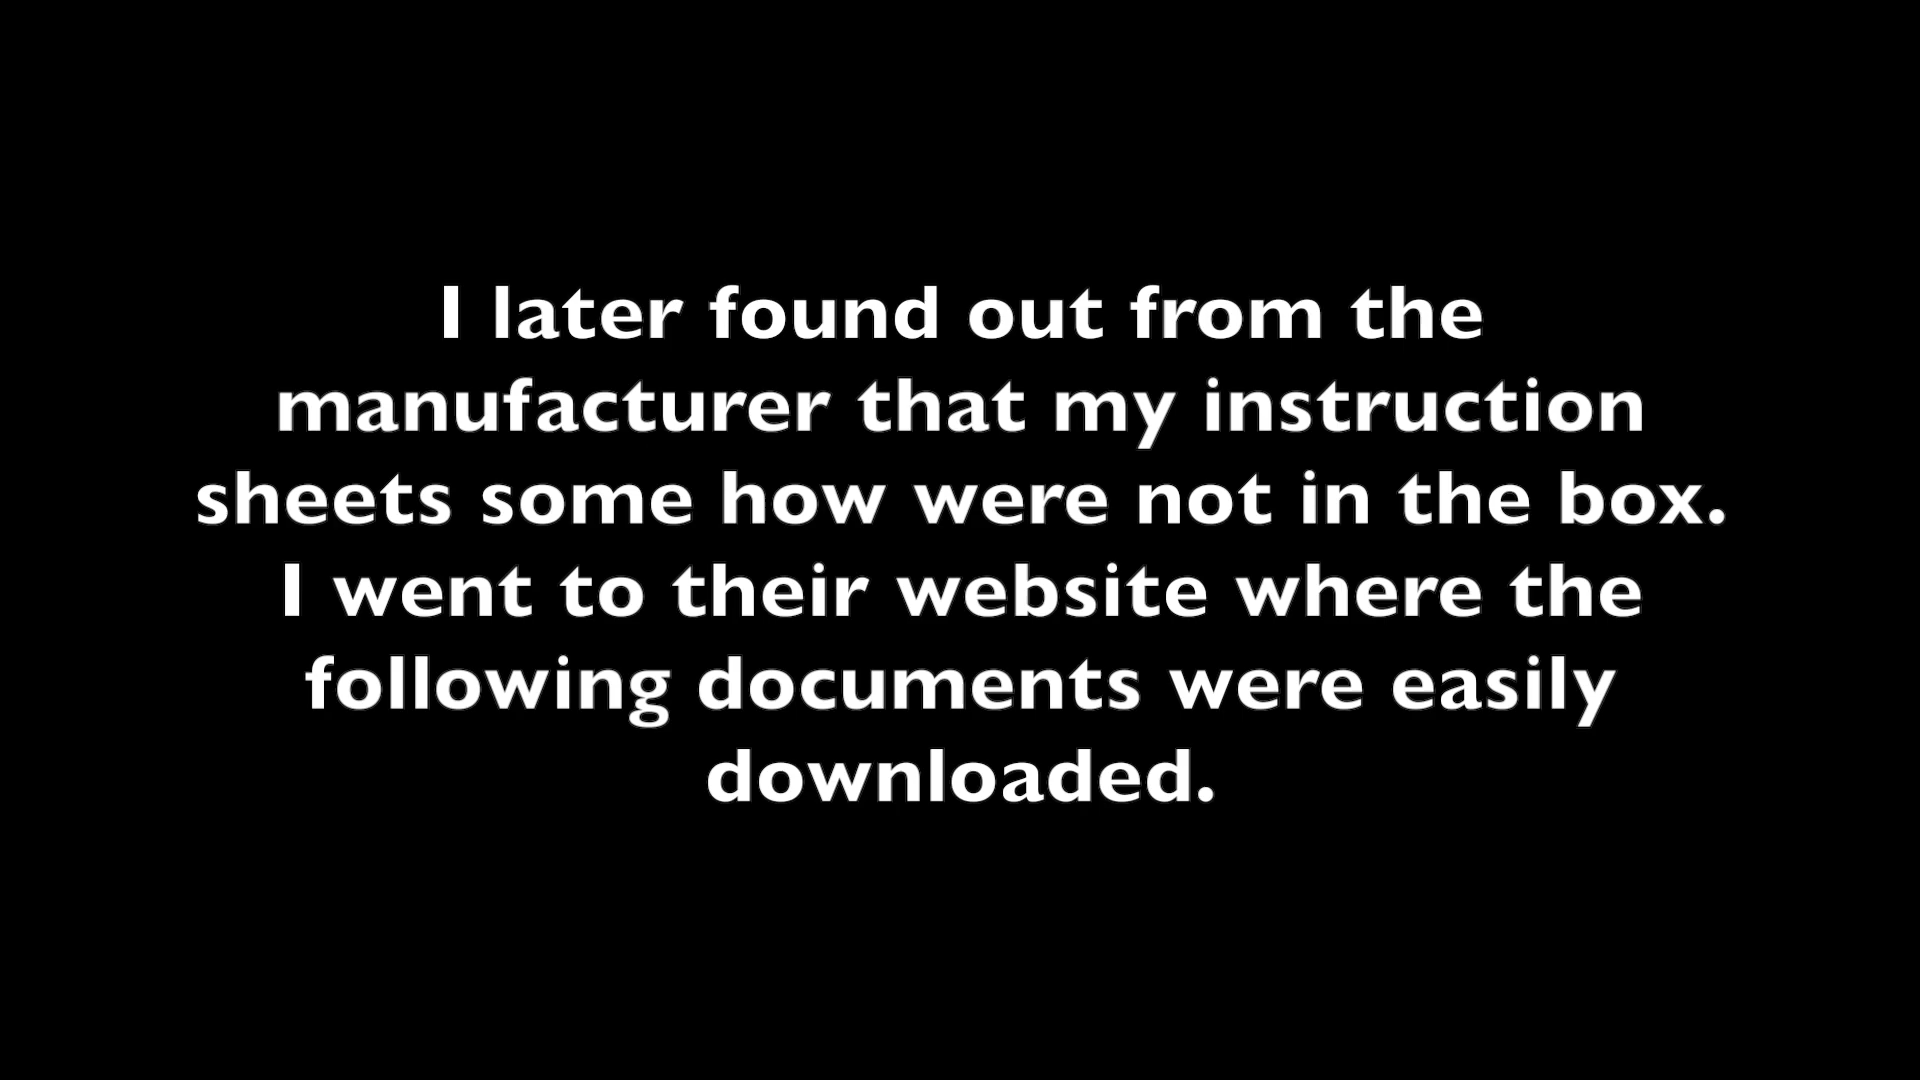 I later found out from the
manufacturer that my instruction
sheets some how were not in the box.
I went to their website where the
following documents were easily
downloaded.